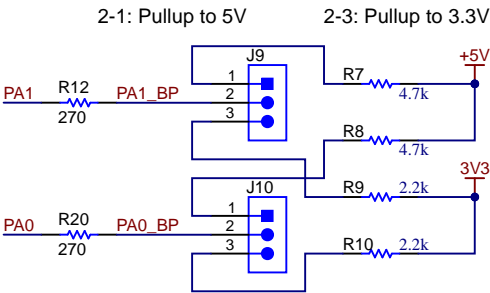 2-1: Pullup to 5V 2-3: Pullup to 3.3V
J9 +5V
1 R7
PA1 R12 PA1_BP 2 4.7k
270 3 R8
4.7k
3V3
J10 R9 2.2k
1
PA0 R20 PA0_BP 2
270 3 R10 2.2k